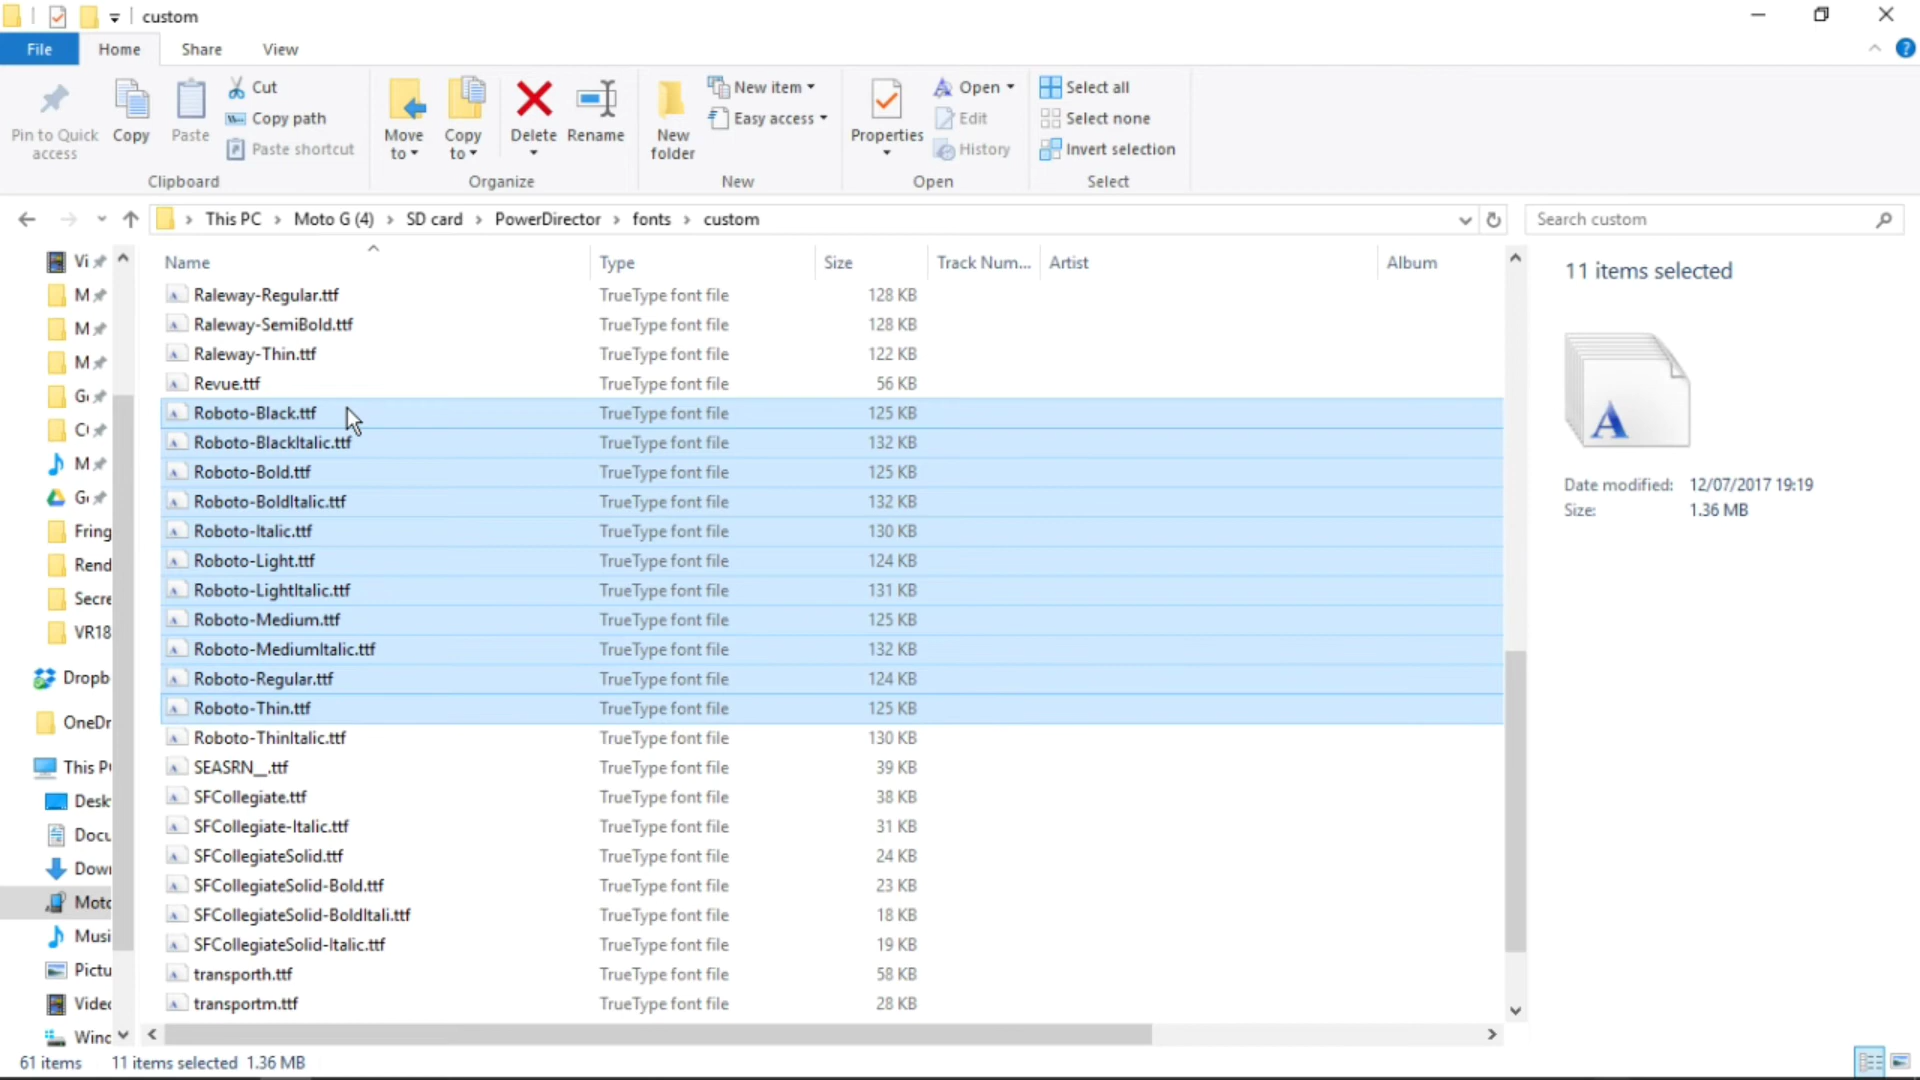 custom
File Home Share View
Pin to Quick access
Copy
Paste
Cut
Copy path
Paste shortcut
Clipboard
Move to
Copy to
Delete
Rename
Organize
New folder
New item
Easy access
New
Properties
Open
Edit
History
Open
Select all
Select none
Invert selection
Select
This PC > Moto G (4) > SD card > PowerDirector > fonts > custom
Search custom
Vi
M
M
M
G
C
M
G
Fring
Rend
Secre
VR18
Dropb
OneDr
This P
Desk
Docu
Down
Moto
Musi
Pictu
Video
Wind
Name Type Size Track Num... Artist Album
Raleway-Regular.ttf TrueType font file 128 KB
Raleway-SemiBold.ttf TrueType font file 128 KB
Raleway-Thin.ttf TrueType font file 122 KB
Revue.ttf TrueType font file 56 KB
Roboto-Black.ttf TrueType font file 125 KB
Roboto-BlackItalic.ttf TrueType font file 132 KB
Roboto-Bold.ttf TrueType font file 125 KB
Roboto-BoldItalic.ttf TrueType font file 132 KB
Roboto-Italic.ttf TrueType font file 130 KB
Roboto-Light.ttf TrueType font file 124 KB
Roboto-LightItalic.ttf TrueType font file 131 KB
Roboto-Medium.ttf TrueType font file 125 KB
Roboto-MediumItalic.ttf TrueType font file 132 KB
Roboto-Regular.ttf TrueType font file 124 KB
Roboto-Thin.ttf TrueType font file 125 KB
Roboto-ThinItalic.ttf TrueType font file 130 KB
SEASRN__.ttf TrueType font file 39 KB
SFCollegiate.ttf TrueType font file 38 KB
SFCollegiate-Italic.ttf TrueType font file 31 KB
SFCollegiateSolid.ttf TrueType font file 24 KB
SFCollegiateSolid-Bold.ttf TrueType font file 23 KB
SFCollegiateSolid-BoldItali.ttf TrueType font file 18 KB
SFCollegiateSolid-Italic.ttf TrueType font file 19 KB
transporth.ttf TrueType font file 58 KB
transportm.ttf TrueType font file 28 KB
11 items selected
A
Date modified: 12/07/2017 19:19
Size: 1.36 MB
61 items 11 items selected 1.36 MB